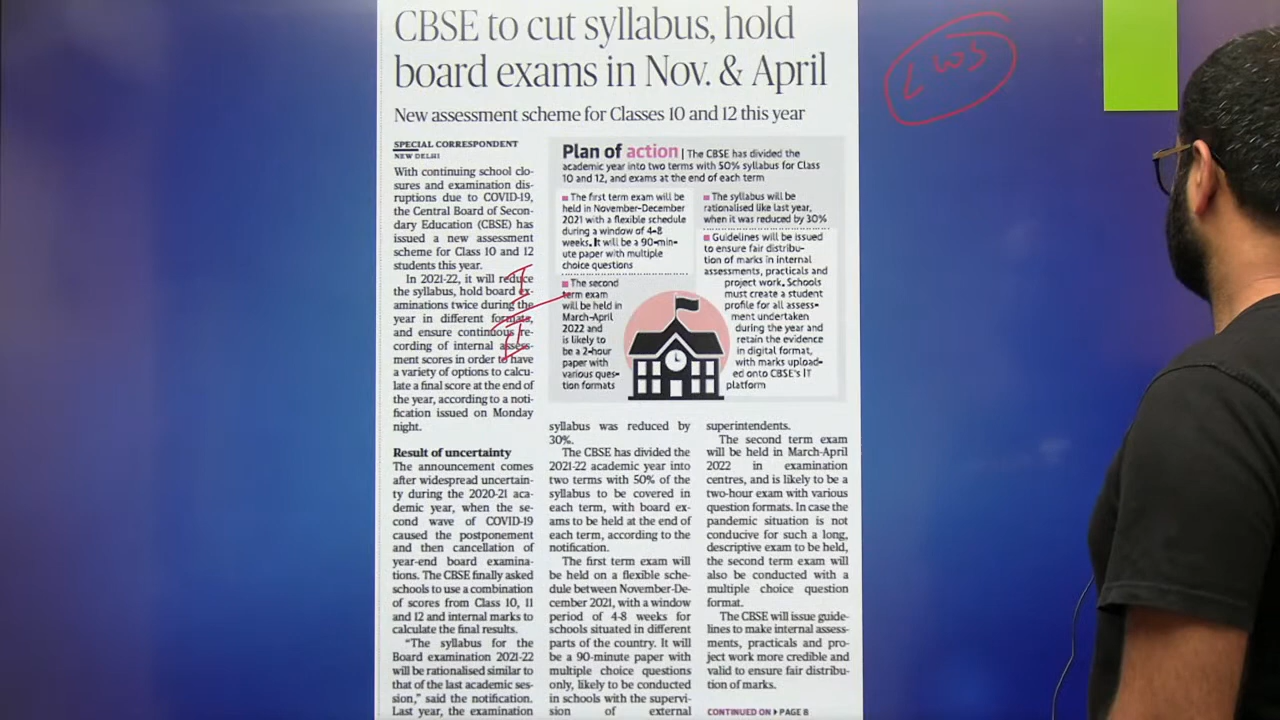 CBSE to cut syllabus, hold
board exams in Nov. & April
New assessment scheme for Classes 10 and 12 this year
SPECIAL CORRESPONDENT
NEW DELHI
With continuing school clo-
sures and examination dis-
ruptions due to COVID-19,
the Central Board of Secon-
dary Education (CBSE) has
issued a new assessment
scheme for Class 10 and 12
students this year.
In 2021-22, it will reduce
the syllabus, hold board ex-
aminations twice during the
year in different formats,
and ensure continuous re-
cording of internal assess-
ment scores in order to have
a variety of options to calcu-
late a final score at the end of
the year, according to a noti-
fication issued on Monday
night.
Result of uncertainty
The announcement comes
after widespread uncertain-
ty during the 2020-21 aca-
demic year, when the se-
cond wave of COVID-19
caused the postponement
and then cancellation of
year-end board examina-
tions. The CBSE finally asked
schools to use a combination
of scores from Class 10, 11
and 12 and internal marks to
calculate the final results.
"The syllabus for the
Board examination 2021-22
will be rationalised similar to
that of the last academic ses-
sion," said the notification.
Last year, the examination
Plan of action | The CBSE has divided the
academic year into two terms with 50% syllabus for Class
10 and 12, and exams at the end of each term
The first term exam will be
held in November-December
2021 with a flexible schedule
during a window of 4-8
weeks. It will be a 90-min-
ute paper with multiple
choice questions
The second
term exam
will be held in
March-April
2022 and
is likely to
be a 2-hour
paper with
various ques-
tion formats
The syllabus will be
rationalised like last year,
when it was reduced by 30%
Guidelines will be issued
to ensure fair distribu-
tion of marks in internal
assessments, practicals and
project work. Schools
must create a student
profile for all assess-
ment undertaken
during the year and
retain the evidence
in digital format,
with marks upload-
ed onto CBSE's IT
platform
syllabus was reduced by
30%.
The CBSE has divided the
2021-22 academic year into
two terms with 50% of the
syllabus to be covered in
each term, with board ex-
ams to be held at the end of
each term, according to the
notification.
The first term exam will
be held on a flexible sche-
dule between November-De-
cember 2021, with a window
period of 4-8 weeks for
schools situated in different
parts of the country. It will
be a 90-minute paper with
multiple choice questions
only, likely to be conducted
in schools with the supervi-
sion of external
superintendents.
The second term exam
will be held in March-April
2022 in examination
centres, and is likely to be a
two-hour exam with various
question formats. In case the
pandemic situation is not
conducive for such a long,
descriptive exam to be held,
the second term exam will
also be conducted with a
multiple choice question
format.
The CBSE will issue guide-
lines to make internal assess-
ments, practicals and pro-
ject work more credible and
valid to ensure fair distribu-
tion of marks.
CONTINUED ON ▶ PAGE 8
I
II